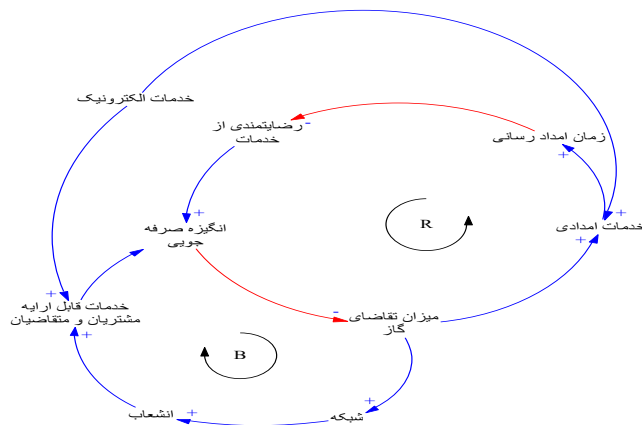 خدمات الکترونیک
رضایتمندی از
خدمات
-
زمان امداد رسانی
+
انگیزه صرفه
جویی
+
R
خدمات امدادی
+
+
خدمات قابل ارایه
مشتریان و متقاضیان
+
+
میزان تقاضای
گاز
-
B
انشعاب
+
شبکه
+